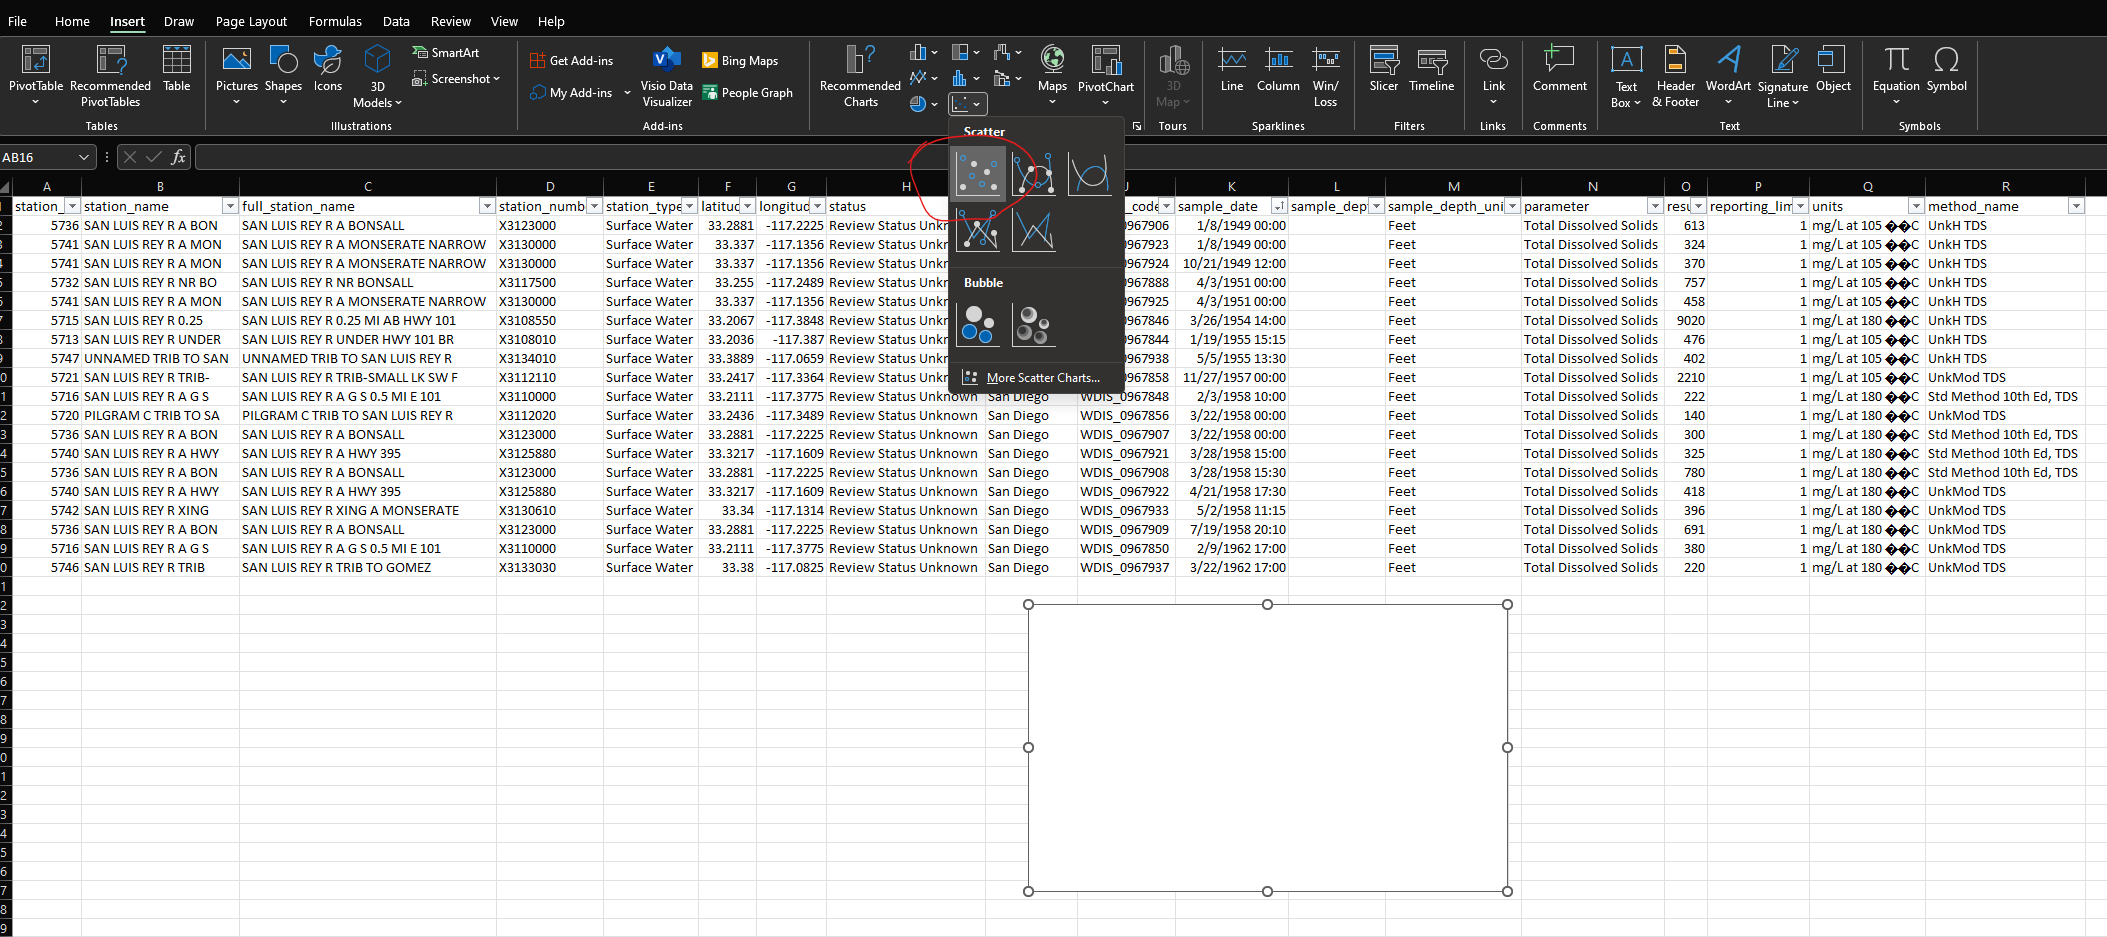 File Home Insert Draw Page Layout Formulas Data Review View Help
PivotTable Recommended PivotTables Table
Tables
Pictures Shapes Icons 3D Models SmartArt Screenshot
Illustrations
Get Add-ins My Add-ins Visio Data Visualizer Bing Maps People Graph
Add-ins
Recommended Charts Maps PivotChart
3D Map
Tours
Line Column Win/Loss
Sparklines
Slicer Timeline
Filters
Link
Links
Comment
Comments
Text Box Header & Footer WordArt Signature Line Object
Text
Equation Symbol
Symbols
Scatter
Bubble
More Scatter Charts...
AB16 fx
A B C D E F G H J K L M N O P Q R
station_ station_name full_station_name station_numb station_type latitud longitud status _code sample_date sample_dep sample_depth_uni parameter resu reporting_lim units method_name
5736 SAN LUIS REY R A BON SAN LUIS REY R A BONSALL X3123000 Surface Water 33.2881 -117.2225 Review Status Unkn 0967906 1/8/1949 00:00 Feet Total Dissolved Solids 613 1 mg/L at 105 ��C UnkH TDS
5741 SAN LUIS REY R A MON SAN LUIS REY R A MONSERATE NARROW X3130000 Surface Water 33.337 -117.1356 Review Status Unkn 0967923 1/8/1949 00:00 Feet Total Dissolved Solids 324 1 mg/L at 105 ��C UnkH TDS
5741 SAN LUIS REY R A MON SAN LUIS REY R A MONSERATE NARROW X3130000 Surface Water 33.337 -117.1356 Review Status Unkn 0967924 10/21/1949 12:00 Feet Total Dissolved Solids 370 1 mg/L at 105 ��C UnkH TDS
5732 SAN LUIS REY R NR BO SAN LUIS REY R NR BONSALL X3117500 Surface Water 33.255 -117.2489 Review Status Unkn 0967888 4/3/1951 00:00 Feet Total Dissolved Solids 757 1 mg/L at 105 ��C UnkH TDS
5741 SAN LUIS REY R A MON SAN LUIS REY R A MONSERATE NARROW X3130000 Surface Water 33.337 -117.1356 Review Status Unkn 0967925 4/3/1951 00:00 Feet Total Dissolved Solids 458 1 mg/L at 105 ��C UnkH TDS
5715 SAN LUIS REY R 0.25 SAN LUIS REY R 0.25 MI AB HWY 101 X3108550 Surface Water 33.2067 -117.3848 Review Status Unkn 0967846 3/26/1954 14:00 Feet Total Dissolved Solids 9020 1 mg/L at 180 ��C UnkH TDS
5713 SAN LUIS REY R UNDER SAN LUIS REY R UNDER HWY 101 BR X3108010 Surface Water 33.2036 -117.387 Review Status Unkn 0967844 1/19/1955 15:15 Feet Total Dissolved Solids 476 1 mg/L at 105 ��C UnkH TDS
5747 UNNAMED TRIB TO SAN UNNAMED TRIB TO SAN LUIS REY R X3134010 Surface Water 33.3889 -117.0659 Review Status Unkn 0967938 5/5/1955 13:30 Feet Total Dissolved Solids 402 1 mg/L at 105 ��C UnkH TDS
5721 SAN LUIS REY R TRIB- SAN LUIS REY R TRIB-SMALL LK SW F X3112110 Surface Water 33.2417 -117.3364 Review Status Unkn 0967858 11/27/1957 00:00 Feet Total Dissolved Solids 2210 1 mg/L at 105 ��C UnkMod TDS
5716 SAN LUIS REY R A G S SAN LUIS REY R A G S 0.5 MI E 101 X3110000 Surface Water 33.2111 -117.3775 Review Status Unknown San Diego WDIS_0967848 2/3/1958 10:00 Feet Total Dissolved Solids 222 1 mg/L at 180 ��C Std Method 10th Ed, TDS
5720 PILGRAM C TRIB TO SA PILGRAM C TRIB TO SAN LUIS REY R X3112020 Surface Water 33.2436 -117.3489 Review Status Unknown San Diego WDIS_0967856 3/22/1958 00:00 Feet Total Dissolved Solids 140 1 mg/L at 180 ��C UnkMod TDS
5736 SAN LUIS REY R A BON SAN LUIS REY R A BONSALL X3123000 Surface Water 33.2881 -117.2225 Review Status Unknown San Diego WDIS_0967907 3/22/1958 00:00 Feet Total Dissolved Solids 300 1 mg/L at 180 ��C Std Method 10th Ed, TDS
5740 SAN LUIS REY R A HWY SAN LUIS REY R A HWY 395 X3125880 Surface Water 33.3217 -117.1609 Review Status Unknown San Diego WDIS_0967921 3/28/1958 15:00 Feet Total Dissolved Solids 325 1 mg/L at 180 ��C Std Method 10th Ed, TDS
5736 SAN LUIS REY R A BON SAN LUIS REY R A BONSALL X3123000 Surface Water 33.2881 -117.2225 Review Status Unknown San Diego WDIS_0967908 3/28/1958 15:30 Feet Total Dissolved Solids 780 1 mg/L at 180 ��C Std Method 10th Ed, TDS
5740 SAN LUIS REY R A HWY SAN LUIS REY R A HWY 395 X3125880 Surface Water 33.3217 -117.1609 Review Status Unknown San Diego WDIS_0967922 4/21/1958 17:30 Feet Total Dissolved Solids 418 1 mg/L at 180 ��C UnkMod TDS
5742 SAN LUIS REY R XING SAN LUIS REY R XING A MONSERATE X3130610 Surface Water 33.34 -117.1314 Review Status Unknown San Diego WDIS_0967933 5/2/1958 11:15 Feet Total Dissolved Solids 396 1 mg/L at 180 ��C UnkMod TDS
5736 SAN LUIS REY R A BON SAN LUIS REY R A BONSALL X3123000 Surface Water 33.2881 -117.2225 Review Status Unknown San Diego WDIS_0967909 7/19/1958 20:10 Feet Total Dissolved Solids 691 1 mg/L at 180 ��C UnkMod TDS
5716 SAN LUIS REY R A G S SAN LUIS REY R A G S 0.5 MI E 101 X3110000 Surface Water 33.2111 -117.3775 Review Status Unknown San Diego WDIS_0967850 2/9/1962 17:00 Feet Total Dissolved Solids 380 1 mg/L at 180 ��C UnkMod TDS
5746 SAN LUIS REY R TRIB SAN LUIS REY R TRIB TO GOMEZ X3133030 Surface Water 33.38 -117.0825 Review Status Unknown San Diego WDIS_0967937 3/22/1962 17:00 Feet Total Dissolved Solids 220 1 mg/L at 180 ��C UnkMod TDS